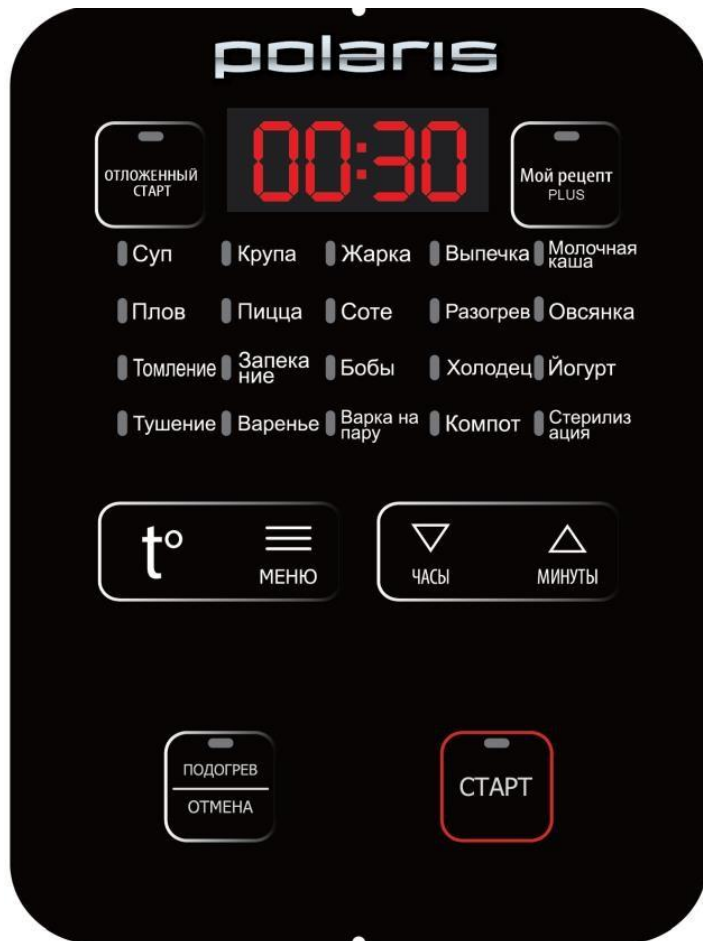 polaris
ОТЛОЖЕННЫЙ
СТАРТ
00:30
Мой рецепт
PLUS
Суп
Крупа
Жарка
Выпечка
Молочная
каша
Плов
Пицца
Соте
Разогрев
Овсянка
Томление
Запека
ние
Бобы
Холодец
Йогурт
Тушение
Варенье
Варка на
пару
Компот
Стерилиз
ация
t°
МЕНЮ
ЧАСЫ
МИНУТЫ
ПОДОГРЕВ
ОТМЕНА
СТАРТ